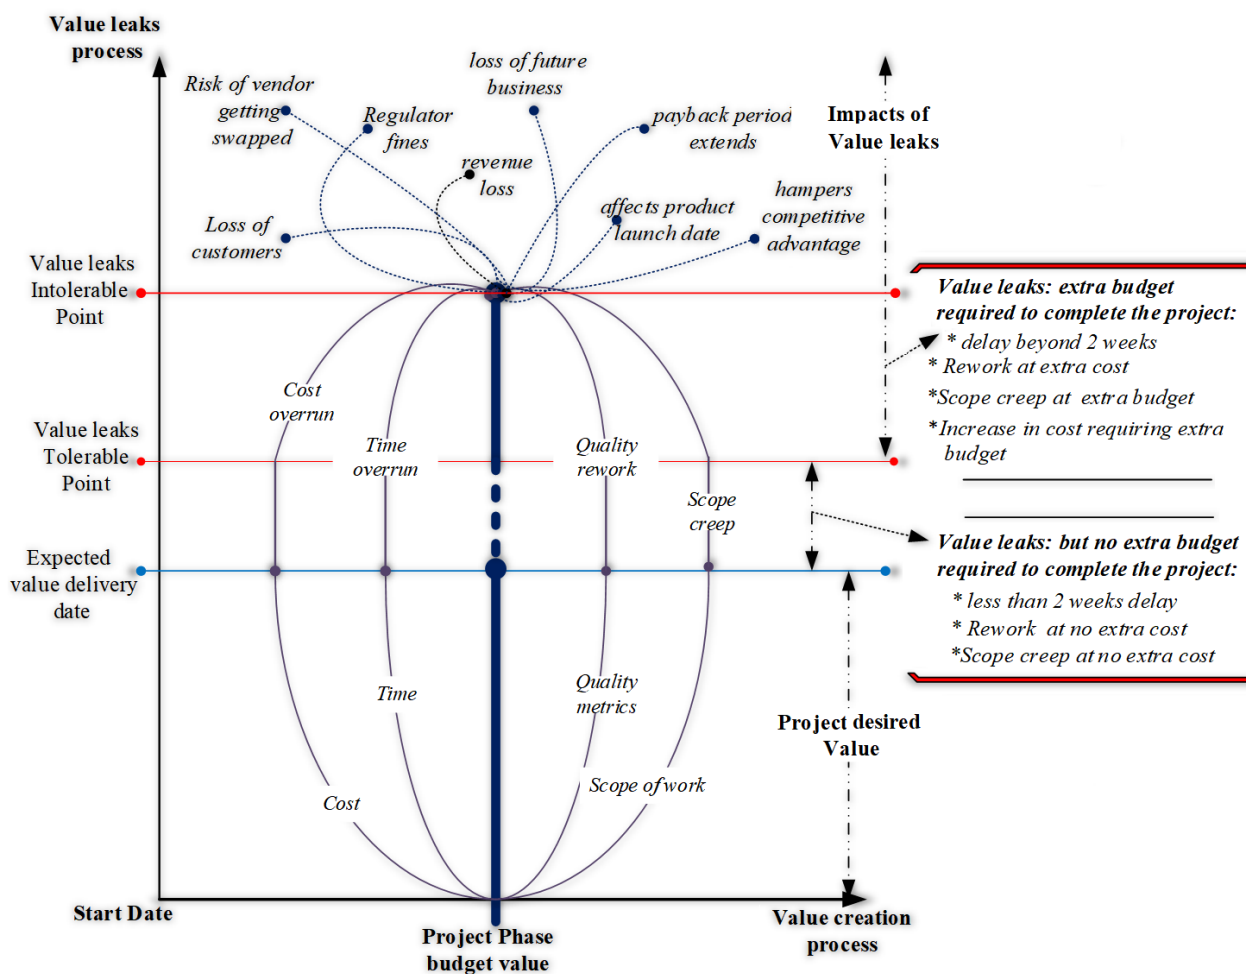 Value leaks
process
Risk of vendor
getting
swapped
Regulator
fines
loss of future
business
revenue
loss
payback period
extends
Impacts of
Value leaks
Loss of
customers
affects product
launch date
hampers
competitive
advantage
Value leaks
Intolerable
Point
Value leaks: extra budget
required to complete the project:
* delay beyond 2 weeks
* Rework at extra cost
*Scope creep at extra budget
*Increase in cost requiring extra
budget
Cost
overrun
Time
overrun
Quality
rework
Scope
creep
Value leaks
Tolerable
Point
Value leaks: but no extra budget
required to complete the project:
* less than 2 weeks delay
* Rework at no extra cost
*Scope creep at no extra cost
Expected
value delivery
date
Time
Quality
metrics
Cost
Scope of work
Project desired
Value
Start Date
Project Phase
budget value
Value creation
process